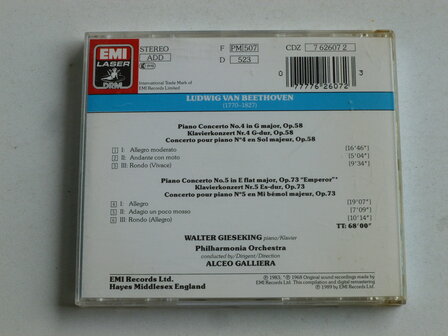 EMI
LASER
DRM
STEREO
ADD
F PM 507
D 523
CDZ 7 62607 2
International Trade Mark of
EMI Records Limited
0 77776 26072 3
LUDWIG VAN BEETHOVEN
(1770-1827)
Piano Concerto No.4 in G major, Op.58
Klavierkonzert Nr.4 G-dur, Op.58
Concerto pour piano N°4 en Sol majeur, Op.58
1 I: Allegro moderato [16'46"]
2 II: Andante con moto [5'04"]
3 III: Rondo (Vivace) [9'34"]
Piano Concerto No.5 in E flat major, Op.73 "Emperor"
Klavierkonzert Nr.5 Es-dur, Op.73
Concerto pour piano N°5 en Mi bémol majeur, Op.73
4 I: Allegro [19'07"]
5 II: Adagio un poco mosso [7'09"]
6 III: Rondo (Allegro) [10'14"]
TT: 68'00"
WALTER GIESEKING piano/Klavier
Philharmonia Orchestra
conducted by/Dirigent/Direction
ALCEO GALLIERA
EMI Records Ltd.
Hayes Middlesex England